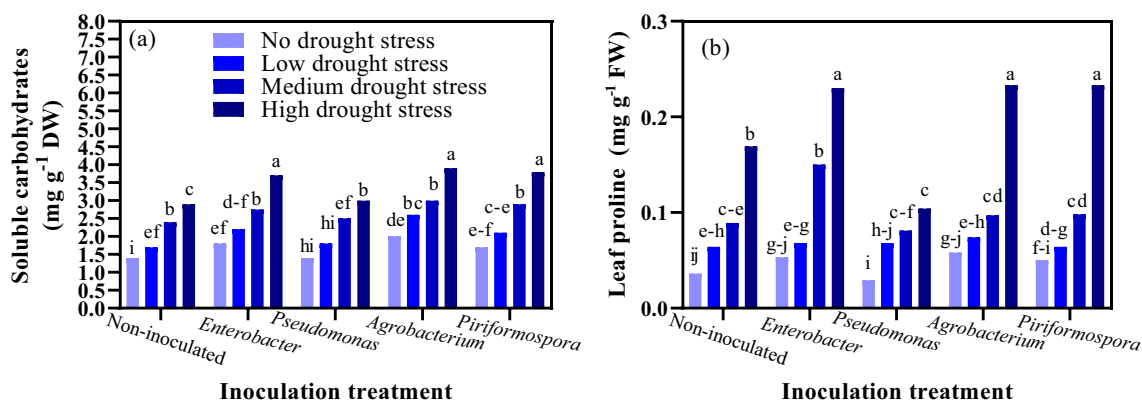 (a)
No drought stress
Low drought stress
Medium drought stress
High drought stress
Soluble carbohydrates
(mg g-1 DW)
8.0
7.5
7.0
6.5
6.0
5.5
5.0
4.5
4.0
3.5
3.0
2.5
2.0
1.5
1.0
0.5
0.0
i ef b c
ef d-f b a
hi hi ef b
de bc b a
e-f c-e b a
Non-inoculated
Enterobacter
Pseudomonas
Agrobacterium
Piriformospora
Inoculation treatment
(b)
Leaf proline (mg g-1 FW)
0.3
0.2
0.1
0.0
ij e-h c-e b
g-j e-g b a
i h-j c-f c
g-j e-h cd a
f-i d-g cd a
Non-inoculated
Enterobacter
Pseudomonas
Agrobacterium
Piriformospora
Inoculation treatment